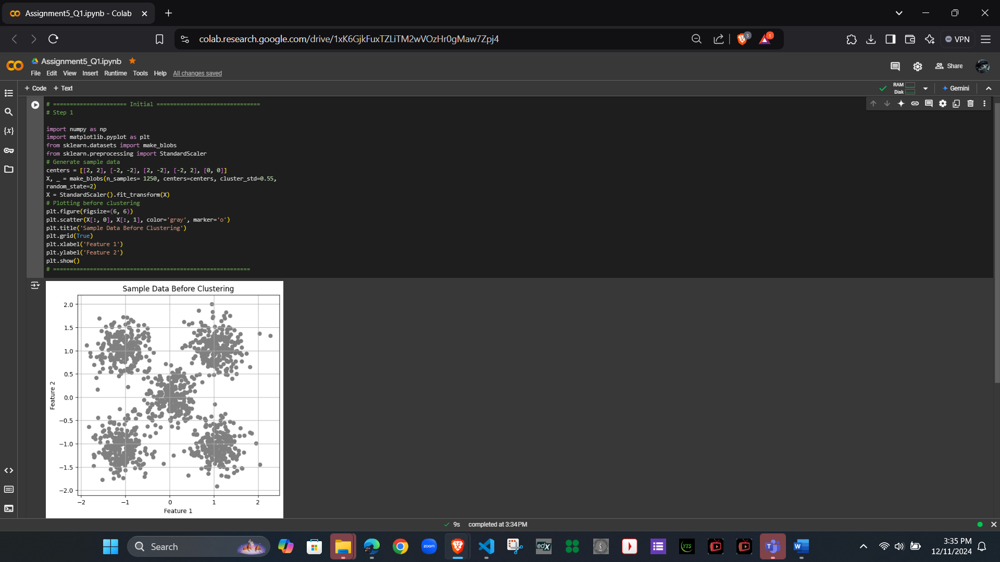 Assignment5_Q1.ipynb - Colab
colab.research.google.com/drive/1xK6GjkFuxTZLiTM2wVOzHr0gMaw7Zpj4
3
1
VPN
Assignment5_Q1.ipynb
File Edit View Insert Runtime Tools Help All changes saved
Share
+ Code + Text
RAM
Disk
Gemini
# ====================== Initial ===============================
# Step 1
import numpy as np
import matplotlib.pyplot as plt
from sklearn.datasets import make_blobs
from sklearn.preprocessing import StandardScaler
# Generate sample data
centers = [[2, 2], [-2, -2], [2, -2], [-2, 2], [0, 0]]
X, _ = make_blobs(n_samples= 1250, centers=centers, cluster_std=0.55,
random_state=2)
X = StandardScaler().fit_transform(X)
# Plotting before clustering
plt.figure(figsize=(6, 6))
plt.scatter(X[:, 0], X[:, 1], color='gray', marker='o')
plt.title('Sample Data Before Clustering')
plt.grid(True)
plt.xlabel('Feature 1')
plt.ylabel('Feature 2')
plt.show()
# ===========================================================
Sample Data Before Clustering
2.0
1.5
1.0
0.5
0.0
−0.5
−1.0
−1.5
−2.0
Feature 2
−2 −1 0 1 2
Feature 1
9s completed at 3:34 PM
Search
zoom
edX
YTS
3:35 PM
12/11/2024